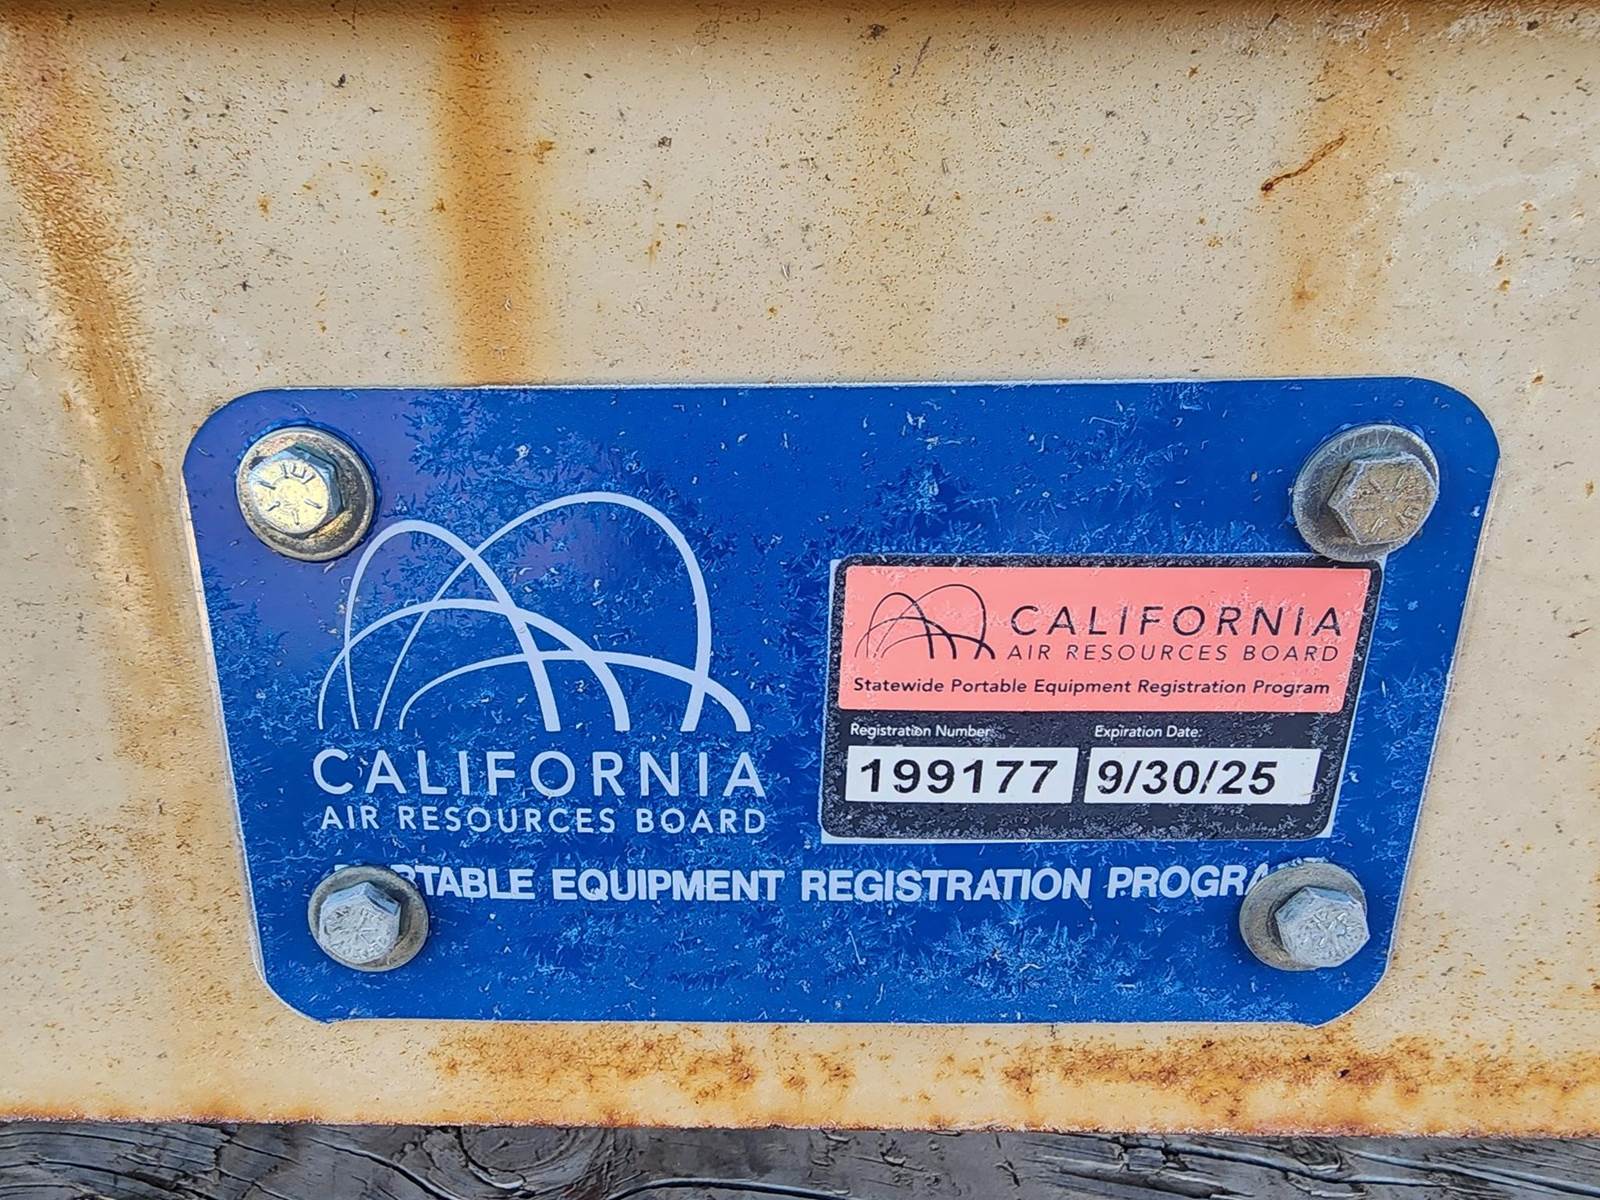 CALIFORNIA
AIR RESOURCES BOARD
CALIFORNIA
AIR RESOURCES BOARD
Statewide Portable Equipment Registration Program
Registration Number:
Expiration Date:
199177
9/30/25
EQUIPMENT REGISTRATION